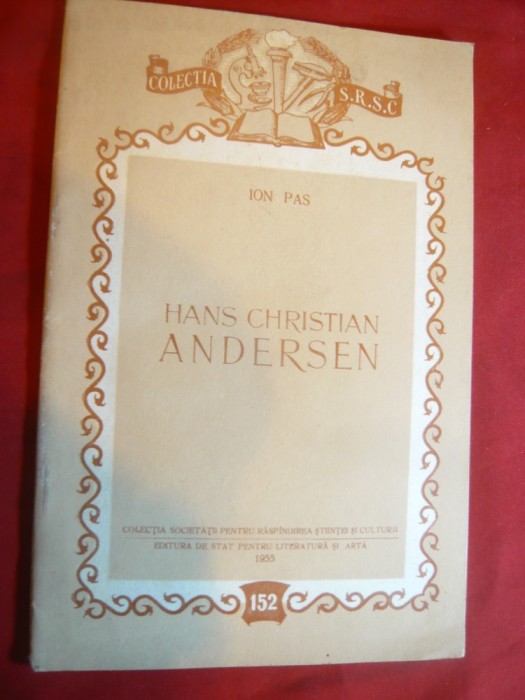 COLECȚIA S.R.S.C
ION PAS
HANS CHRISTIAN
ANDERSEN
COLECȚIA SOCIETĂȚII PENTRU RĂSPÎNDIREA ȘTIINȚEI ȘI CULTURII
EDITURA DE STAT PENTRU LITERATURĂ ȘI ARTĂ
1955
152